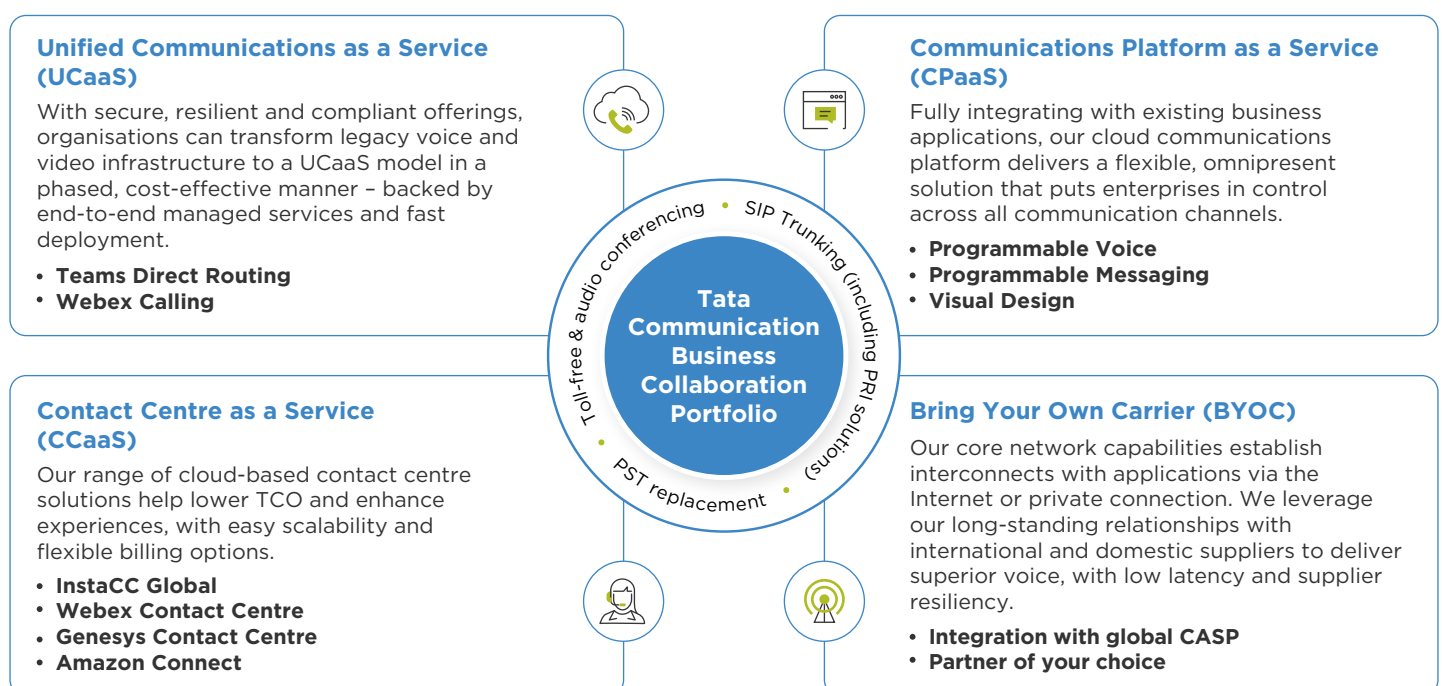 Unified Communications as a Service
(UCaaS)
With secure, resilient and compliant offerings,
organisations can transform legacy voice and
video infrastructure to a UCaaS model in a
phased, cost-effective manner – backed by
end-to-end managed services and fast
deployment.
• Teams Direct Routing
• Webex Calling
Communications Platform as a Service
(CPaaS)
Fully integrating with existing business
applications, our cloud communications
platform delivers a flexible, omnipresent
solution that puts enterprises in control
across all communication channels.
• Programmable Voice
• Programmable Messaging
• Visual Design
Toll-free & audio conferencing • SIP Trunking (including PRI solutions) • PST replacement •
Tata
Communication
Business
Collaboration
Portfolio
Contact Centre as a Service
(CCaaS)
Our range of cloud-based contact centre
solutions help lower TCO and enhance
experiences, with easy scalability and
flexible billing options.
• InstaCC Global
• Webex Contact Centre
• Genesys Contact Centre
• Amazon Connect
Bring Your Own Carrier (BYOC)
Our core network capabilities establish
interconnects with applications via the
Internet or private connection. We leverage
our long-standing relationships with
international and domestic suppliers to deliver
superior voice, with low latency and supplier
resiliency.
• Integration with global CASP
• Partner of your choice